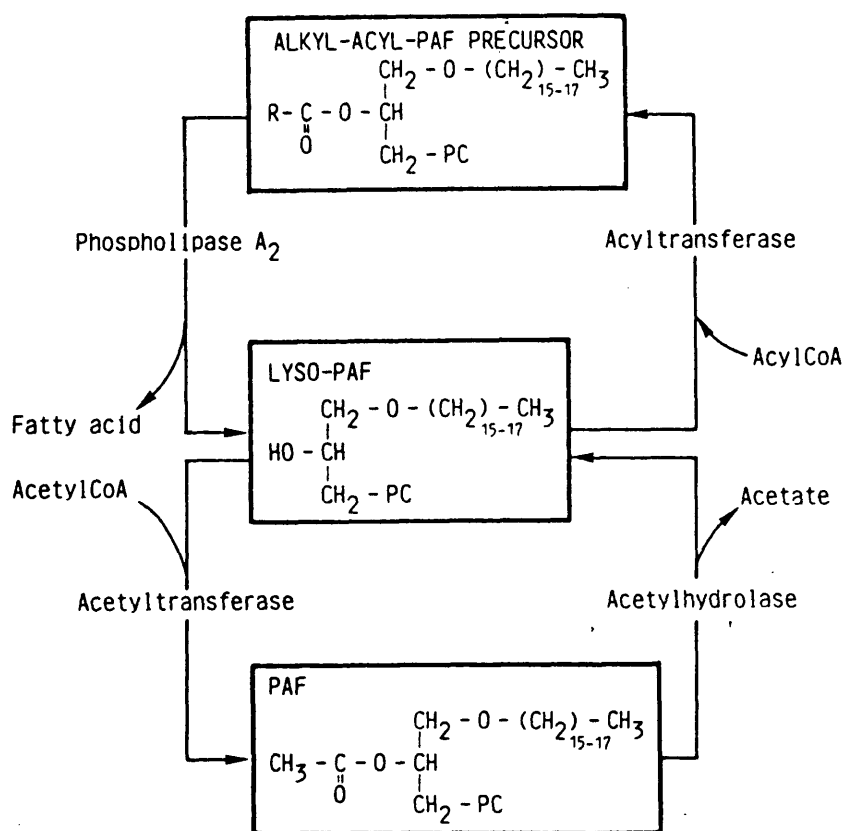 ALKYL-ACYL-PAF PRECURSOR
CH₂ - O - (CH₂)₁₅₋₁₇ - CH₃
R - C - O - CH
O
CH₂ - PC
Phospholipase A₂
Acyltransferase
AcylCoA
Fatty acid
LYSO-PAF
CH₂ - O - (CH₂)₁₅₋₁₇ - CH₃
HO - CH
CH₂ - PC
AcetylCoA
Acetate
Acetyltransferase
Acetylhydrolase
PAF
CH₂ - O - (CH₂)₁₅₋₁₇ - CH₃
CH₃ - C - O - CH
O
CH₂ - PC